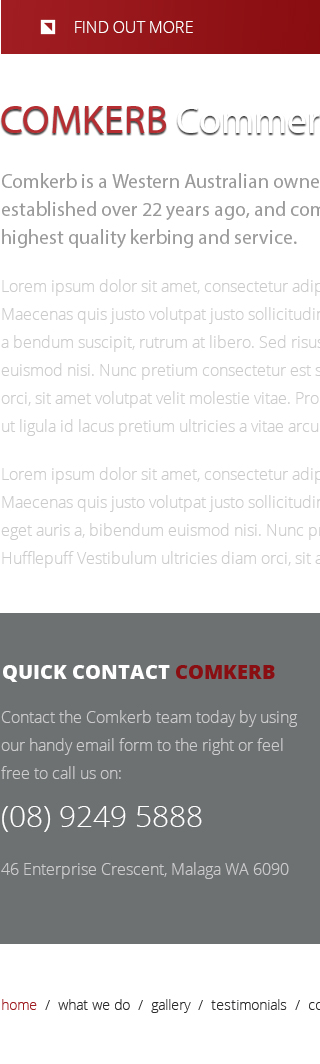 FIND OUT MORE
COMKERB Commer
Comkerb is a Western Australian owne
established over 22 years ago, and com
highest quality kerbing and service.
Lorem ipsum dolor sit amet, consectetur adip
Maecenas quis justo volutpat justo sollicitudin
a bendum suscipit, rutrum at libero. Sed risus
euismod nisi. Nunc pretium consectetur est s
orci, sit amet volutpat velit molestie vitae. Pro
ut ligula id lacus pretium ultricies a vitae arcu
Lorem ipsum dolor sit amet, consectetur adip
Maecenas quis justo volutpat justo sollicitudin
eget auris a, bibendum euismod nisi. Nunc pr
Hufflepuff Vestibulum ultricies diam orci, sit a
QUICK CONTACT COMKERB
Contact the Comkerb team today by using
our handy email form to the right or feel
free to call us on:
(08) 9249 5888
46 Enterprise Crescent, Malaga WA 6090
home / what we do / gallery / testimonials / co